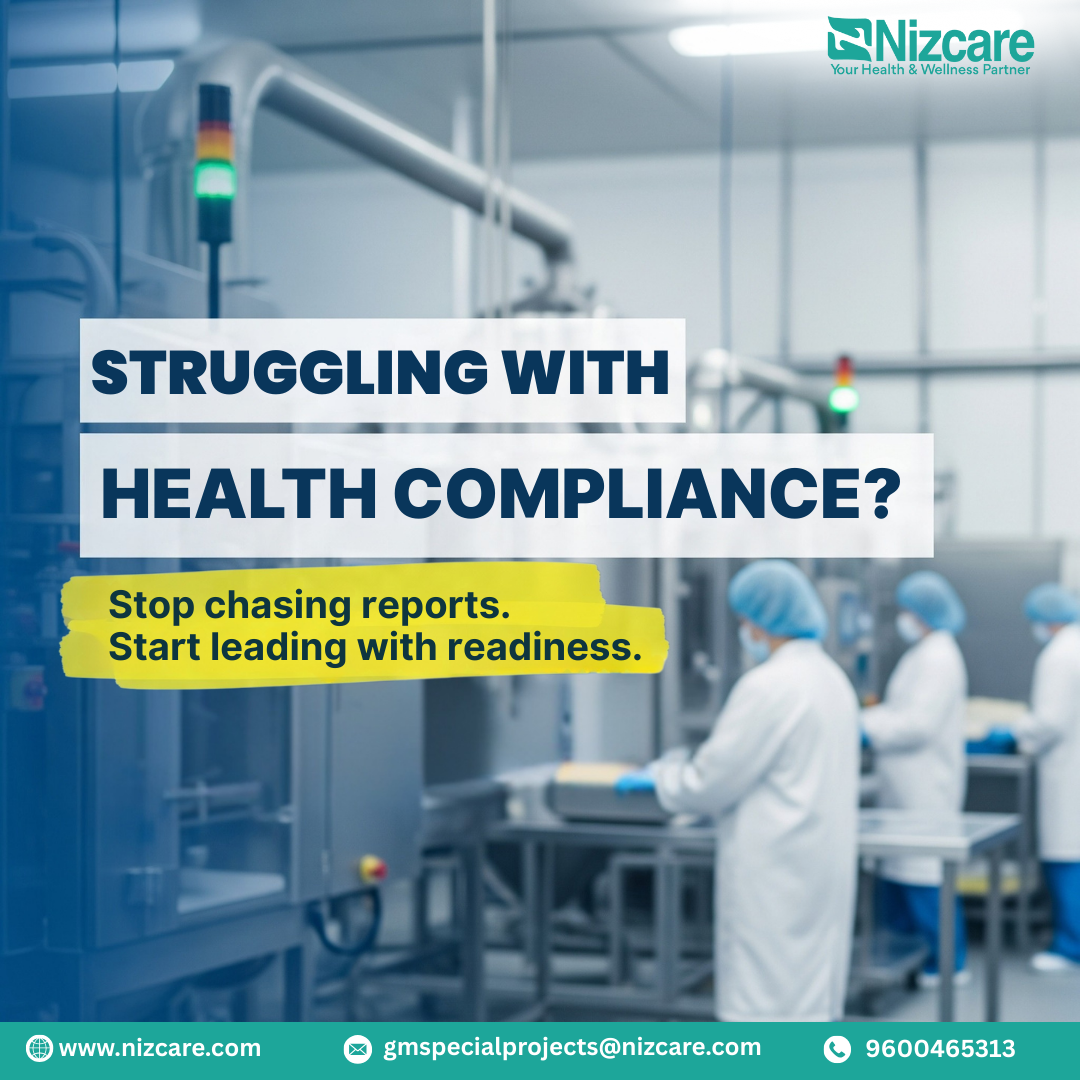 Nizcare
Your Health & Wellness Partner
STRUGGLING WITH
HEALTH COMPLIANCE?
Stop chasing reports.
Start leading with readiness.
www.nizcare.com
gmspecialprojects@nizcare.com
9600465313